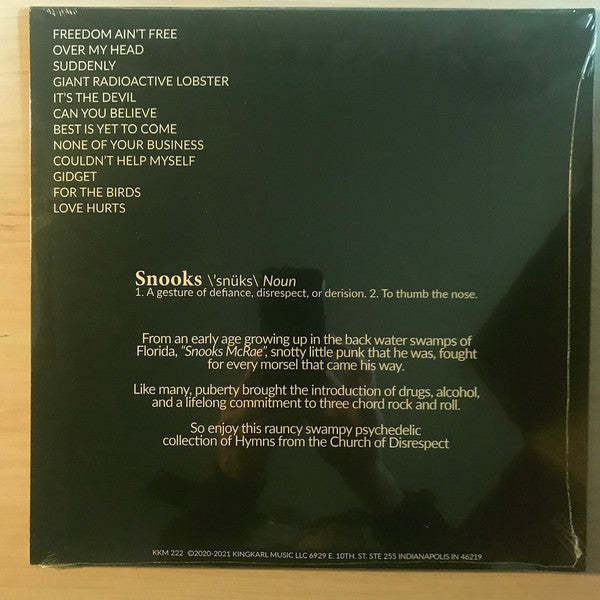 FREEDOM AIN'T FREE
OVER MY HEAD
SUDDENLY
GIANT RADIOACTIVE LOBSTER
IT'S THE DEVIL
CAN YOU BELIEVE
BEST IS YET TO COME
NONE OF YOUR BUSINESS
COULDN'T HELP MYSELF
GIDGET
FOR THE BIRDS
LOVE HURTS
Snooks \'snüks\ Noun
1. A gesture of defiance, disrespect, or derision. 2. To thumb the nose.
From an early age growing up in the back water swamps of
Florida, "Snooks McRae", snotty little punk that he was, fought
for every morsel that came his way.
Like many, puberty brought the introduction of drugs, alcohol,
and a lifelong commitment to three chord rock and roll.
So enjoy this rauncy swampy psychedelic
collection of Hymns from the Church of Disrespect
KKM 222 ©2020-2021 KINGKARL MUSIC LLC 6929 E. 10TH. ST. STE 255 INDIANAPOLIS IN 46219